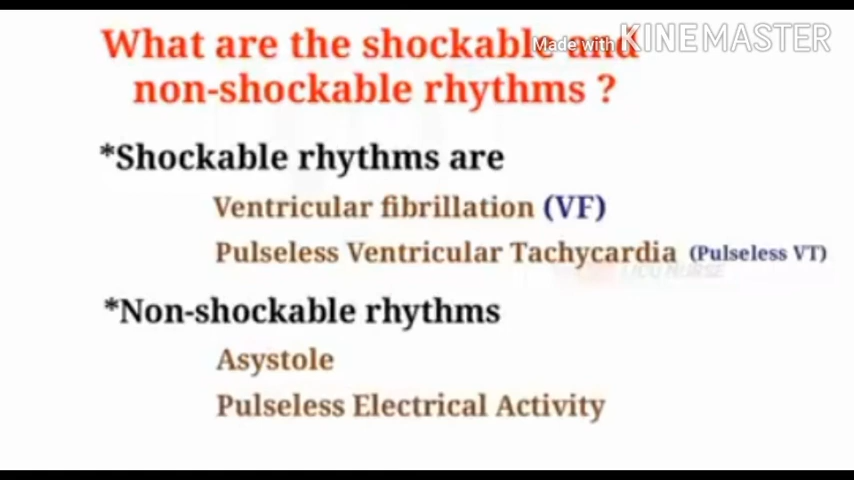 What are the shockable and
Made with KINEMASTER
non-shockable rhythms ?
*Shockable rhythms are
Ventricular fibrillation (VF)
Pulseless Ventricular Tachycardia (Pulseless VT)
*Non-shockable rhythms
Asystole
Pulseless Electrical Activity